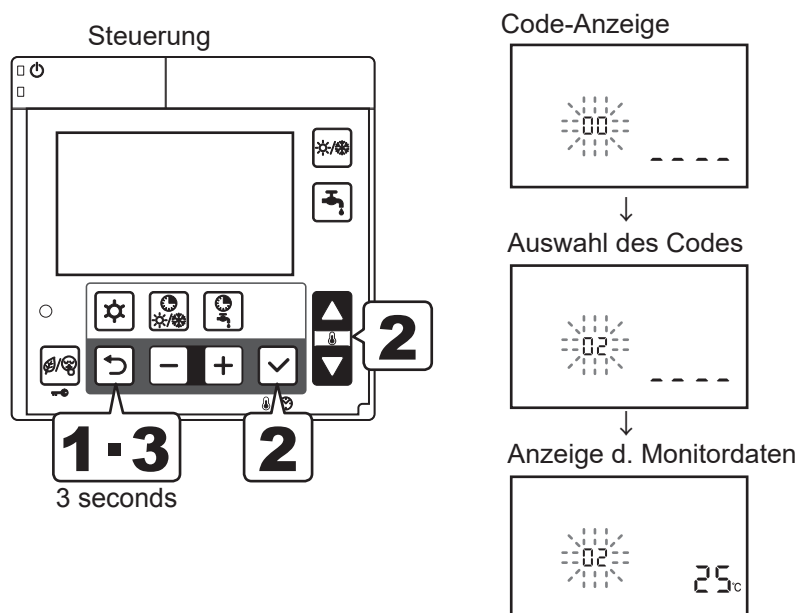 Steuerung
2
1▪3
2
3 seconds
Code-Anzeige
00
_ _ _ _
Auswahl des Codes
02
_ _ _ _
Anzeige d. Monitordaten
02
25°C